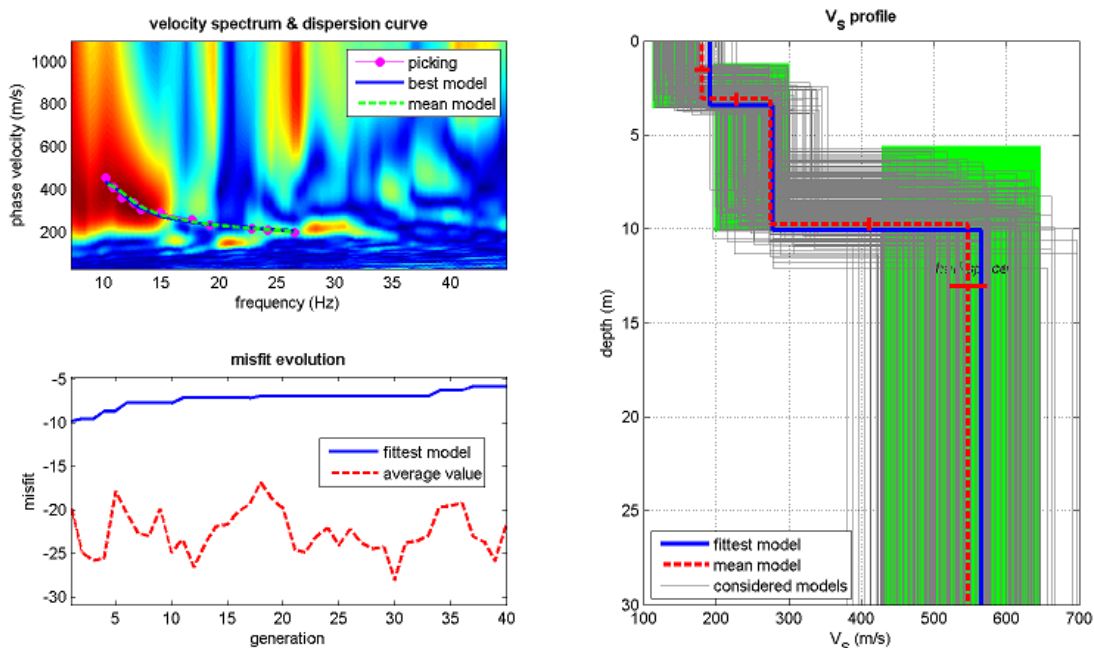 velocity spectrum & dispersion curve
1000
800
600
400
200
phase velocity (m/s)
picking
best model
mean model
10 15 20 25 30 35 40
frequency (Hz)
misfit evolution
-5
-10
-15
-20
-25
-30
misfit
fittest model
average value
5 10 15 20 25 30 35 40
generation
VS profile
0
5
10
15
20
25
30
depth (m)
fittest model
mean model
considered models
100 200 300 400 500 600 700
VS (m/s)